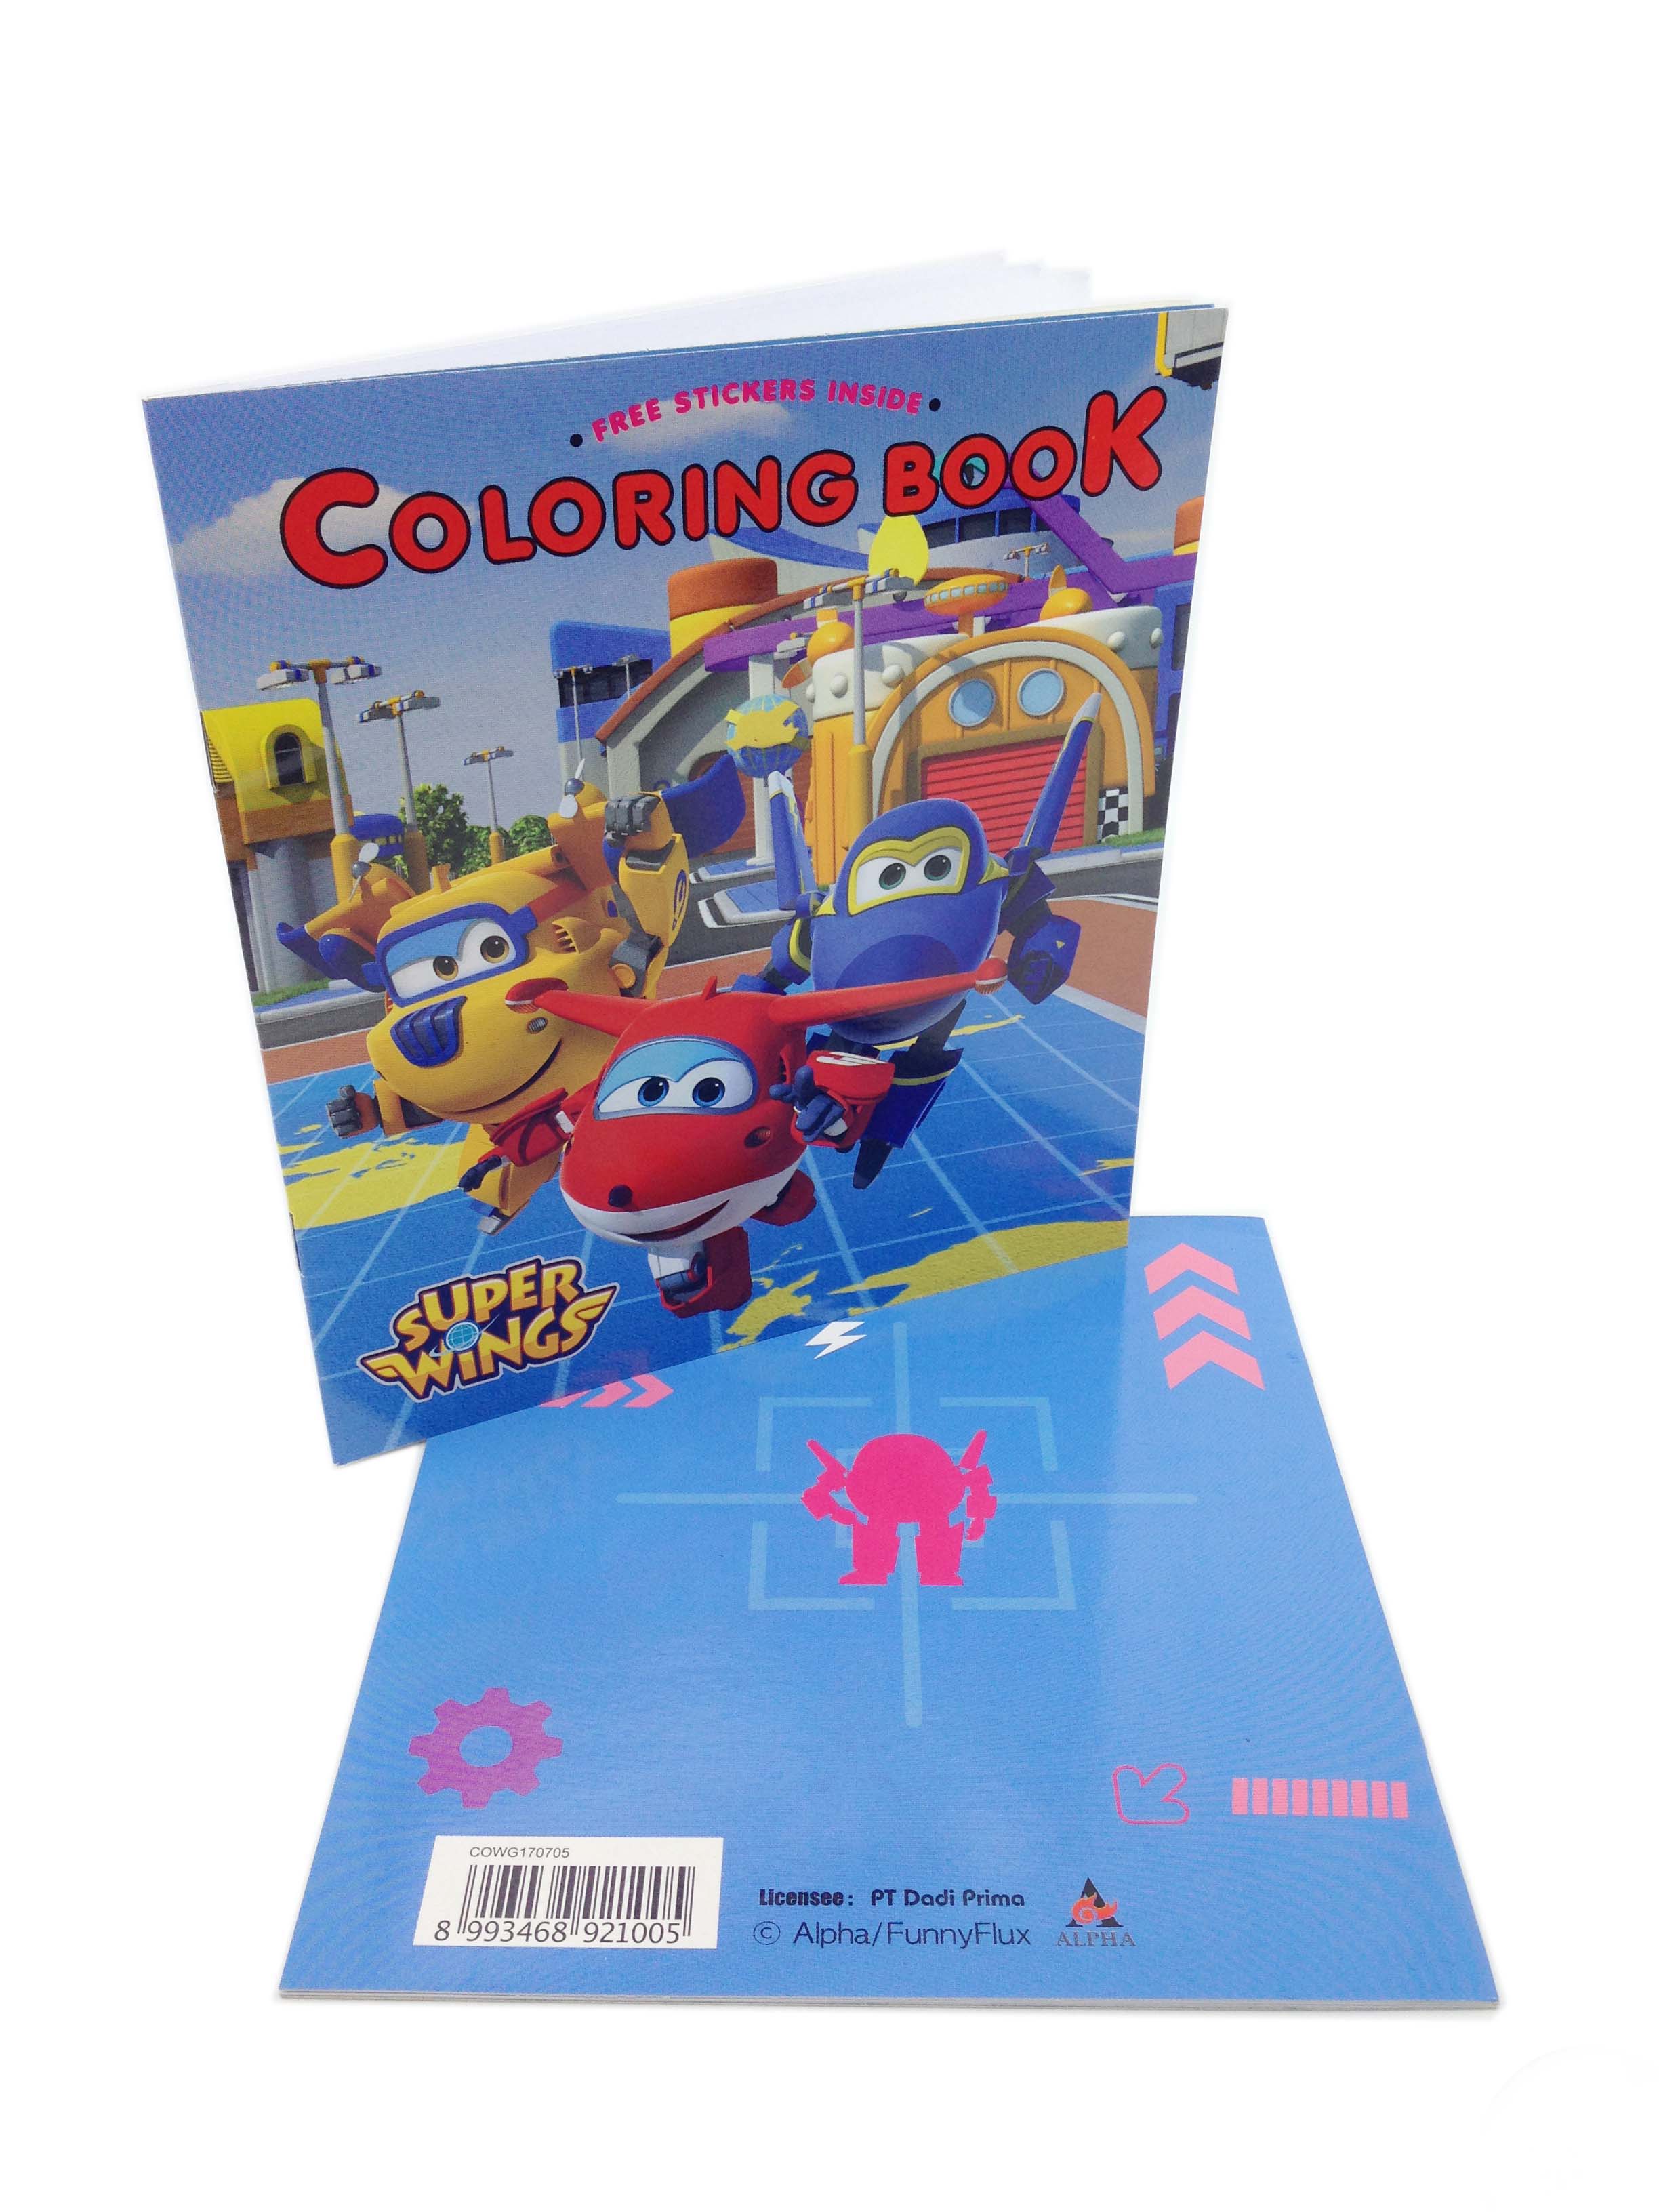 • FREE STICKERS INSIDE •
COLORING BOOK
SUPER
WINGS
COWG170705
8 993468 921005
Licensee: PT Dadi Prima
© Alpha/FunnyFlux
ALPHA